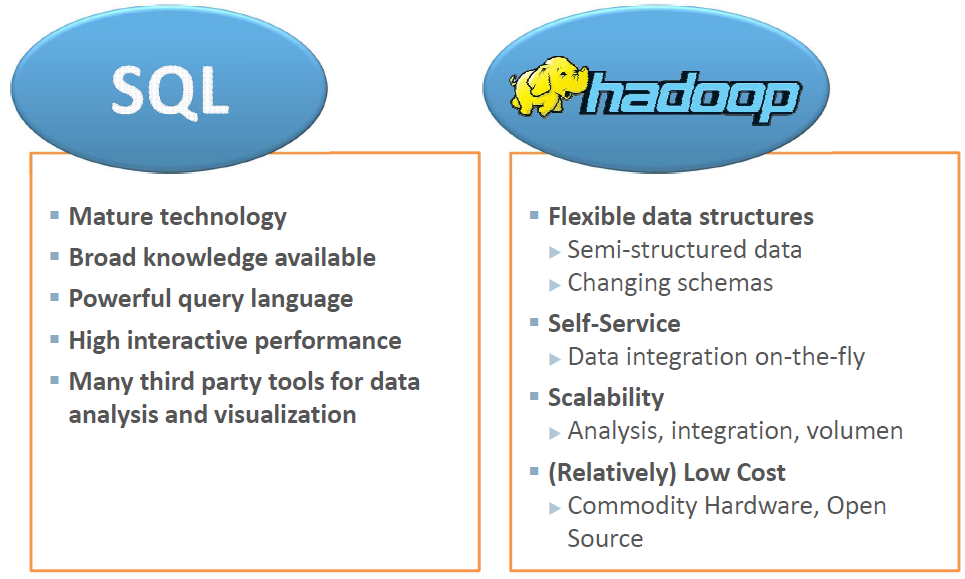 SQL
Mature technology
Broad knowledge available
Powerful query language
High interactive performance
Many third party tools for data
analysis and visualization
hadoop
Flexible data structures
Semi-structured data
Changing schemas
Self-Service
Data integration on-the-fly
Scalability
Analysis, integration, volumen
(Relatively) Low Cost
Commodity Hardware, Open
Source